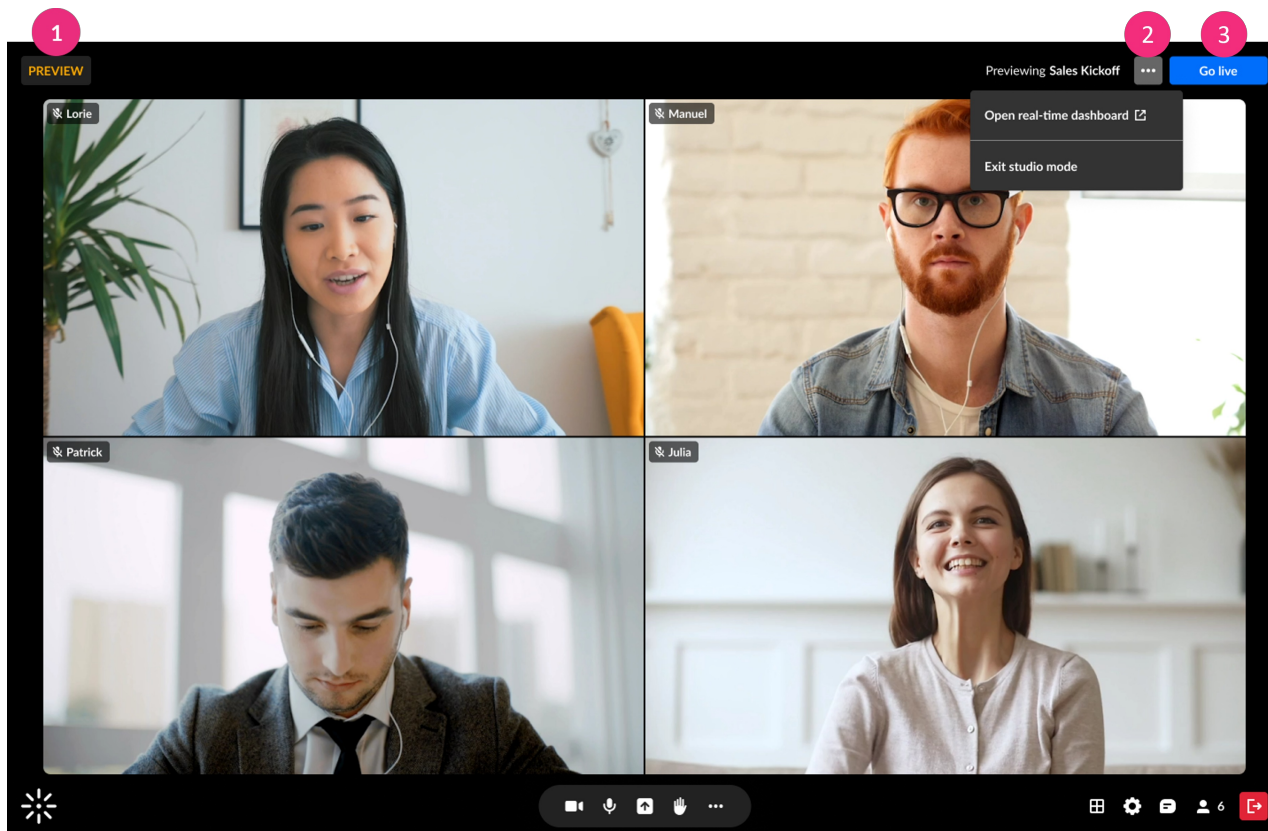 1
2
3
PREVIEW
Previewing Sales Kickoff
Go live
Lorie
Manuel
Open real-time dashboard
Exit studio mode
Patrick
Julia
6